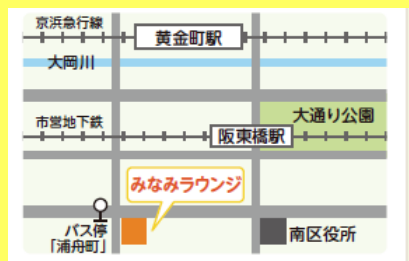 京浜急行線
黄金町駅
大岡川
大通り公園
市営地下鉄
阪東橋駅
みなみラウンジ
バス停
「浦舟町」
南区役所